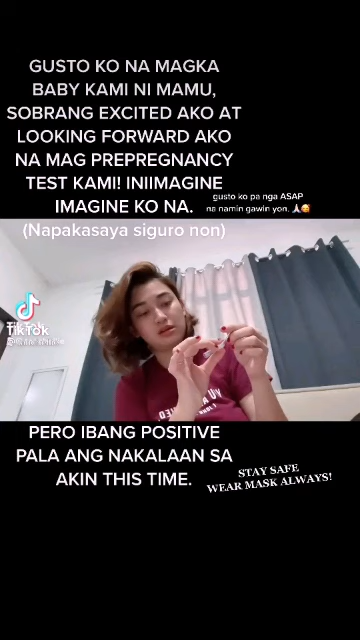 GUSTO KO NA MAGKA
BABY KAMI NI MAMU,
SOBRANG EXCITED AKO AT
LOOKING FORWARD AKO
NA MAG PREPREGNANCY
TEST KAMI! INIIMAGINE
IMAGINE KO NA.
(Napakasaya siguro non)
gusto ko pa nga ASAP
na namin gawin yon. 🙏🏻🥰
TikTok
PERO IBANG POSITIVE
PALA ANG NAKALAAN SA
AKIN THIS TIME.
STAY SAFE
WEAR MASK ALWAYS!